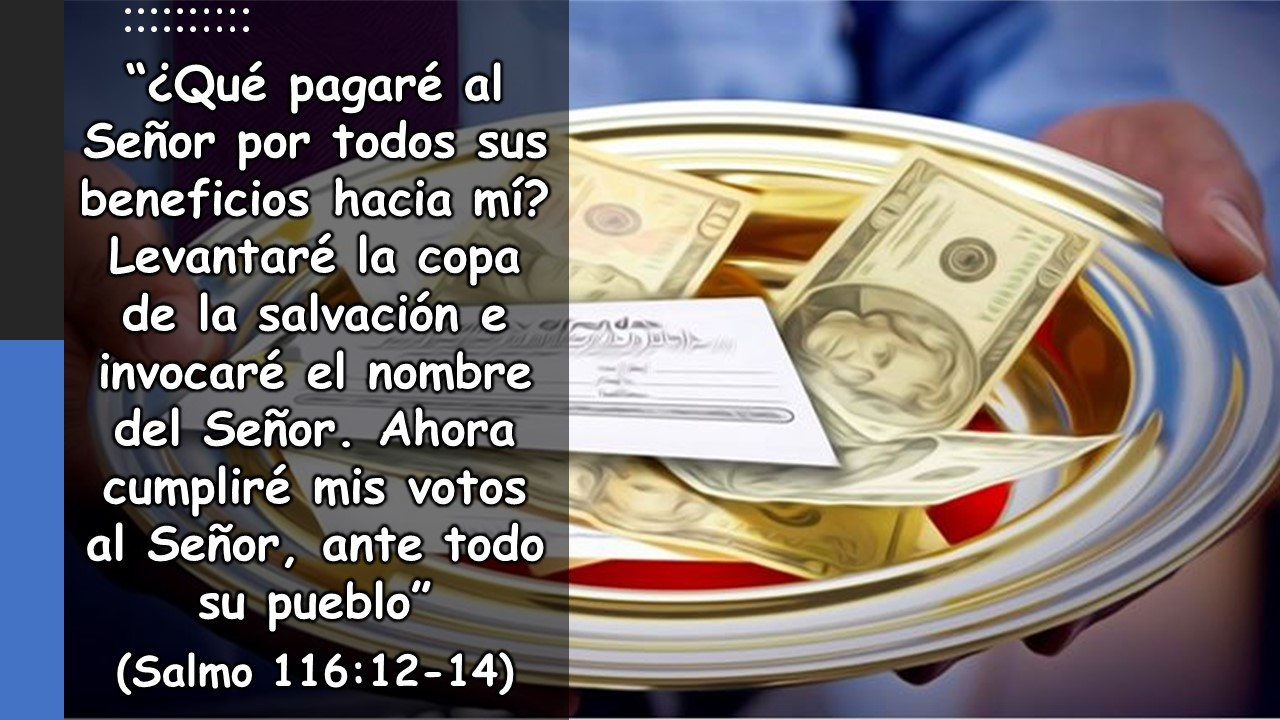 “¿Qué pagaré al
Señor por todos sus
beneficios hacia mí?
Levantaré la copa
de la salvación e
invocaré el nombre
del Señor. Ahora
cumpliré mis votos
al Señor, ante todo
su pueblo”
(Salmo 116:12-14)